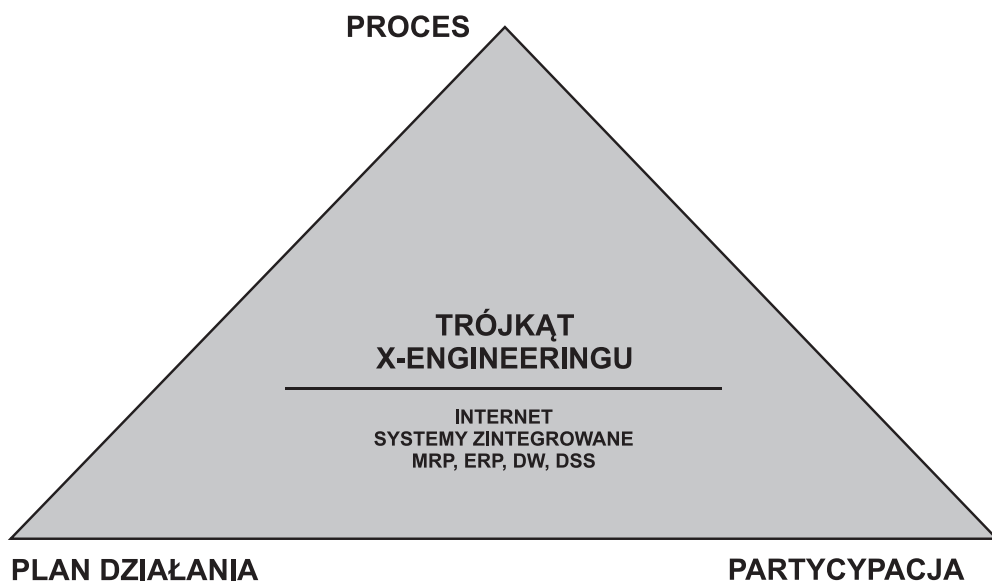 PROCES
TRÓJKĄT
X-ENGINEERINGU
INTERNET
SYSTEMY ZINTEGROWANE
MRP, ERP, DW, DSS
PLAN DZIAŁANIA
PARTYCYPACJA